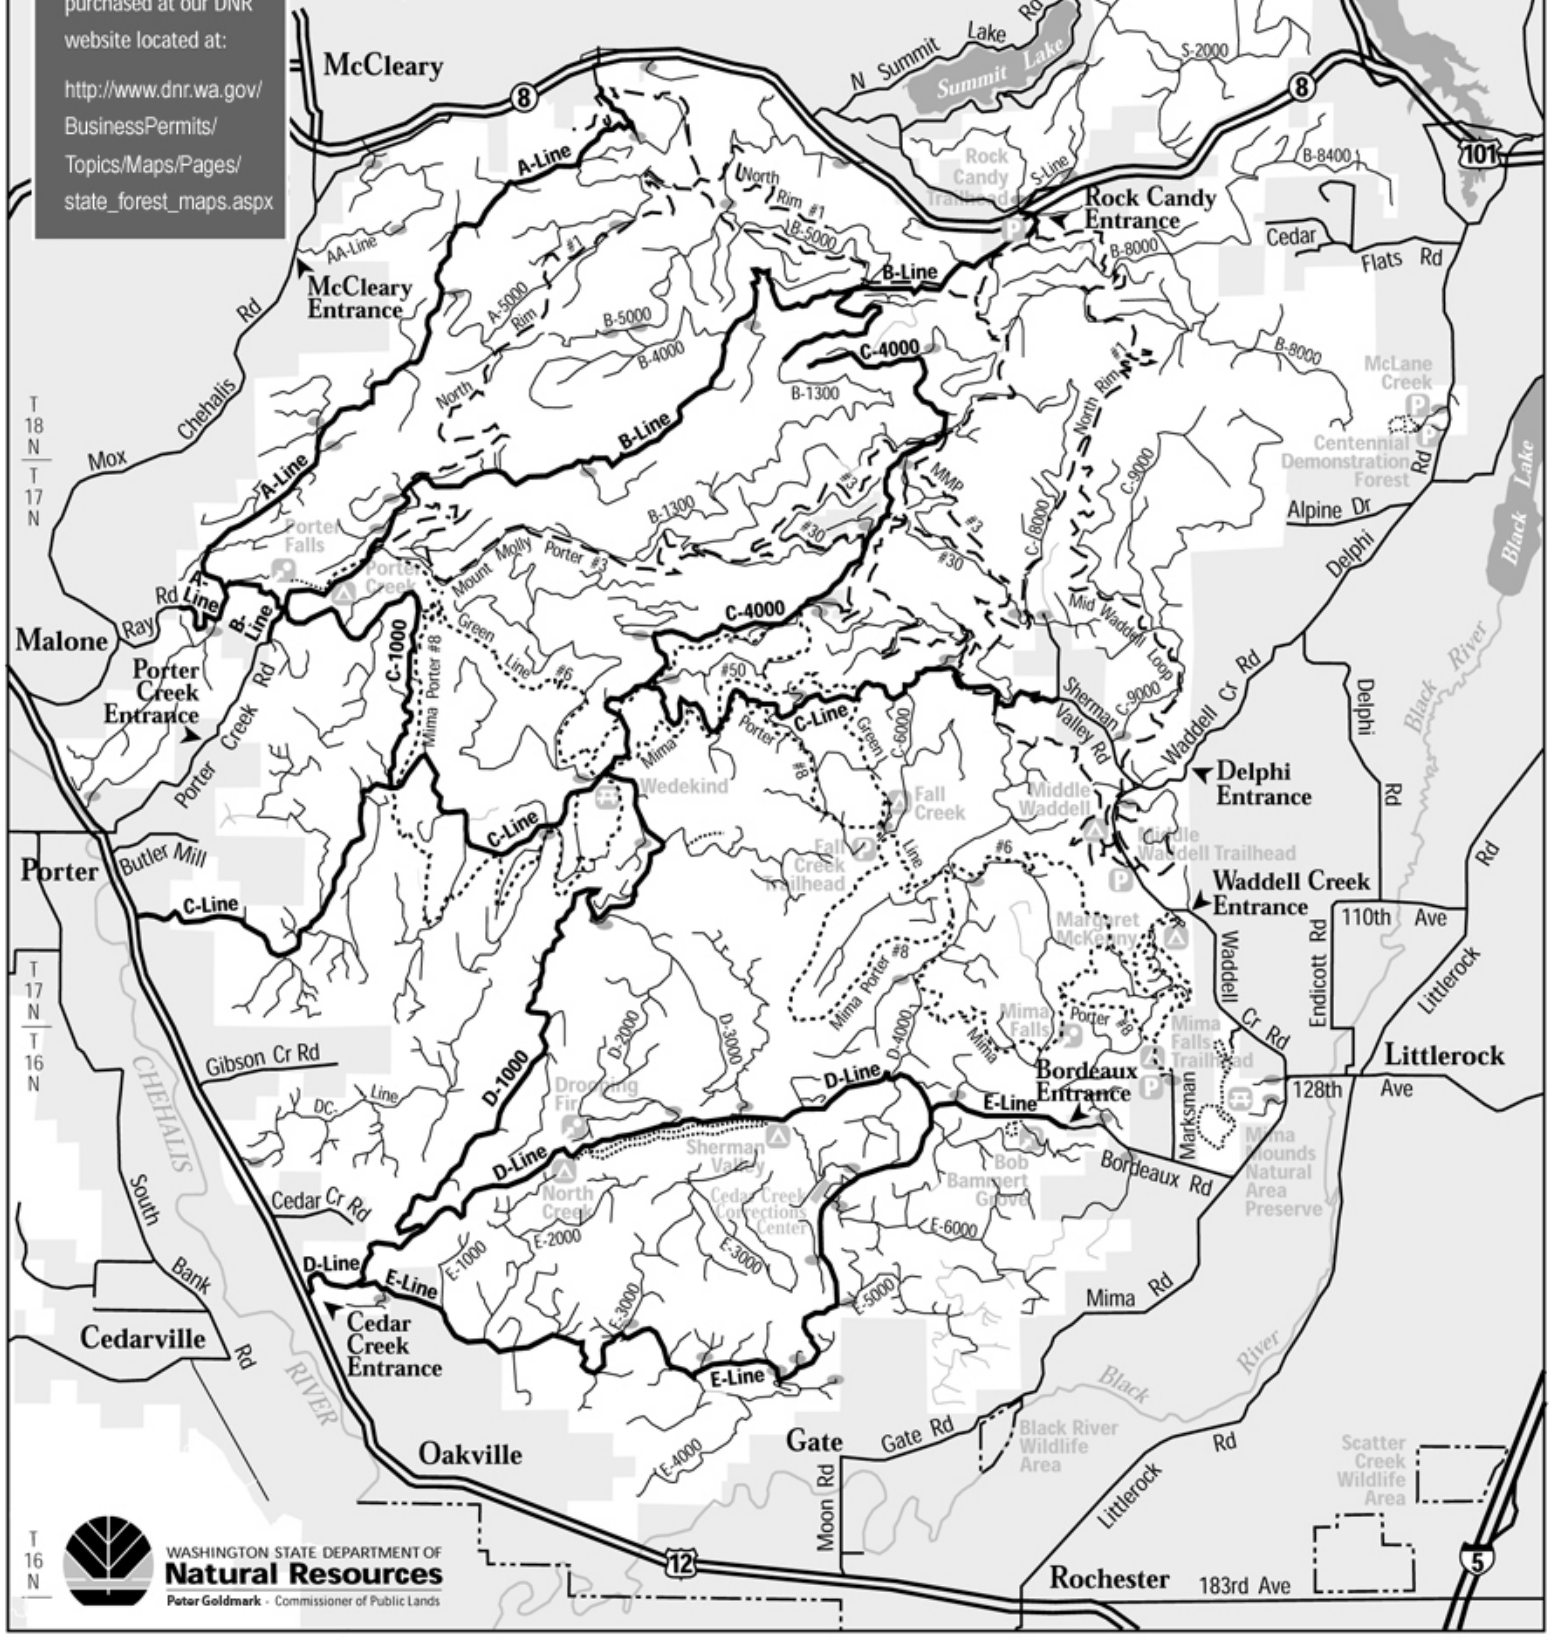 purchased at our DNR
website located at:
http://www.dnr.wa.gov/
BusinessPermits/
Topics/Maps/Pages/
state_forest_maps.aspx
McCleary
8
N Summit Lake Rd
Summit Lake
S-2000
8
101
B-8400
A-Line
Rock
Candy
Trailhead
S-Line
P
Rock Candy
Entrance
North
Rim #1
B-5000
B-8000
Cedar
Flats Rd
AA-Line
#1
B-Line
McCleary
Entrance
Rd
A-5000
Rim
B-5000
B-4000
C-4000
#1
B-8000
McLane
Creek
P
P
North
B-1300
North Rim
T
18
N
T
17
N
Chehalis
Mox
B-Line
Centennial
Demonstration
Forest
Rd
A-Line
#3
MMP
C-9000
Black Lake
B-1300
Alpine Dr
Porter
Falls
#3
#30
#30
C-8000
Delphi
Mount Molly Porter #3
Porter
Creek
A-
Line
Rd
Ray
B-
Line
Malone
C-4000
Mid Waddell Loop
Green
Line
#6
C-1000
Mima Porter #8
Porter
Creek
Entrance
Rd
Creek
Porter
#50
Sherman
Valley Rd
C-9000
Waddell Cr Rd
Delphi
Rd
Black River
C-Line
Mima
Porter
#8
Green
C-6000
Delphi
Entrance
Wedekind
Fall
Creek
Middle
Waddell
C-Line
Line
#6
Fall
Creek
Trailhead
P
Middle
Waddell Trailhead
P
Rd
Butler Mill
Porter
C-Line
Waddell Creek
Entrance
110th Ave
Margaret
McKenny
Mima Porter #8
Waddell
Cr Rd
Endicott Rd
Littlerock
T
17
N
T
16
N
D-2000
D-3000
D-4000
Mima
Mima
Falls
Porter #8
Mima
Falls
Trailhead
P
Littlerock
CHEHALIS
Gibson Cr Rd
D-1000
D-Line
Bordeaux
Entrance
128th Ave
DC- Line
Drooping
Fir
E-Line
Marksman
D-Line
Sherman
Valley
Bob
Bammert
Grove
Bordeaux Rd
Mima
Mounds
Natural
Area
Preserve
North
Creek
Cedar Creek
Corrections
Center
Cedar Cr Rd
South
Bank
Rd
D-Line
E-Line
E-1000
E-2000
E-3000
E-6000
E-5000
E-3000
Mima Rd
Cedarville
Cedar
Creek
Entrance
RIVER
E-Line
Black
River
Oakville
E-4000
Gate
Gate Rd
Moon Rd
Black River
Wildlife
Area
Rd
Littlerock
Scatter
Creek
Wildlife
Area
T
16
N
WASHINGTON STATE DEPARTMENT OF
Natural Resources
Peter Goldmark - Commissioner of Public Lands
12
Rochester
183rd Ave
5